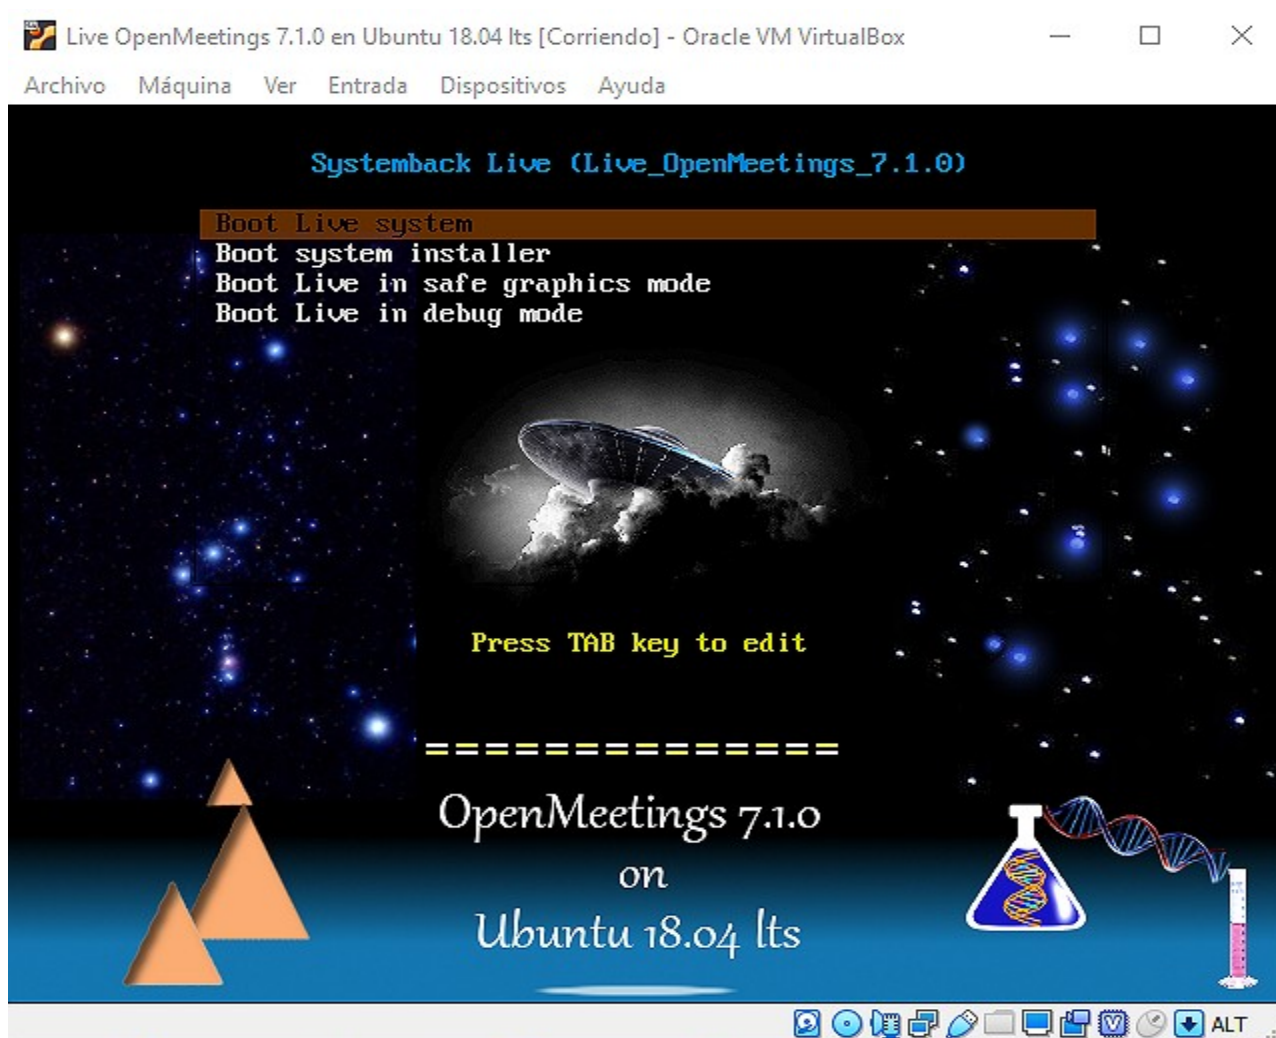 Live OpenMeetings 7.1.0 en Ubuntu 18.04 lts [Corriendo] - Oracle VM VirtualBox
Archivo Máquina Ver Entrada Dispositivos Ayuda
Systemback Live (Live_OpenMeetings_7.1.0)
Boot Live system
Boot system installer
Boot Live in safe graphics mode
Boot Live in debug mode
Press TAB key to edit
==============
OpenMeetings 7.1.0
on
Ubuntu 18.04 lts
ALT